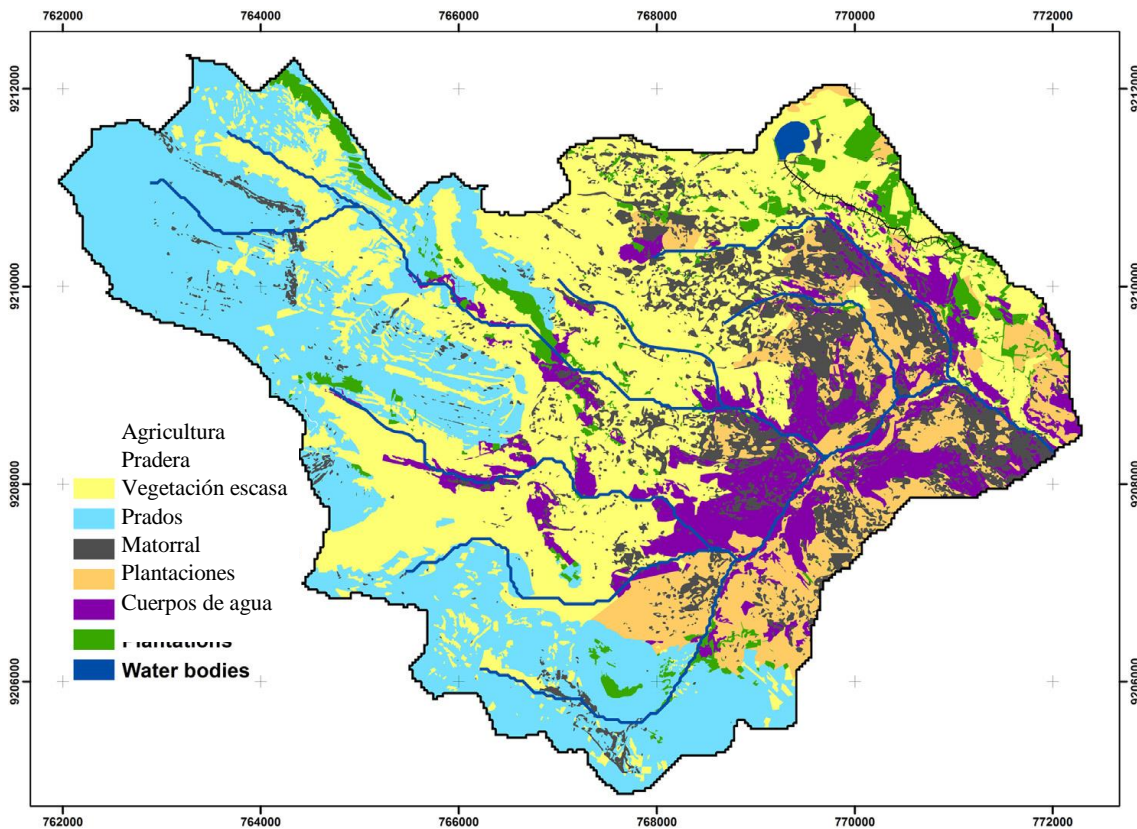 762000 764000 766000 768000 770000 772000
9212000 9212000
9210000 9210000
Agricultura
Pradera
Vegetación escasa
9208000 9208000
Prados
Matorral
Plantaciones
Cuerpos de agua
Plantations
Water bodies
9206000 9206000
762000 764000 766000 768000 770000 772000